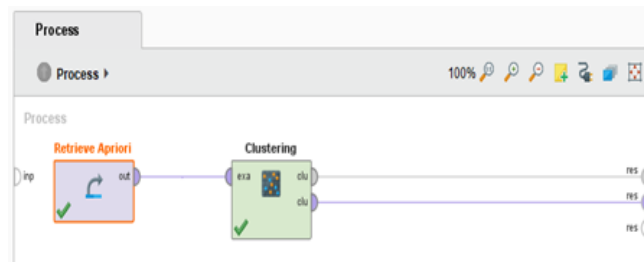 Process
Process
100%
Process
Retrieve Apriori
Clustering
inp
out
exa
clu
clu
res
res
res